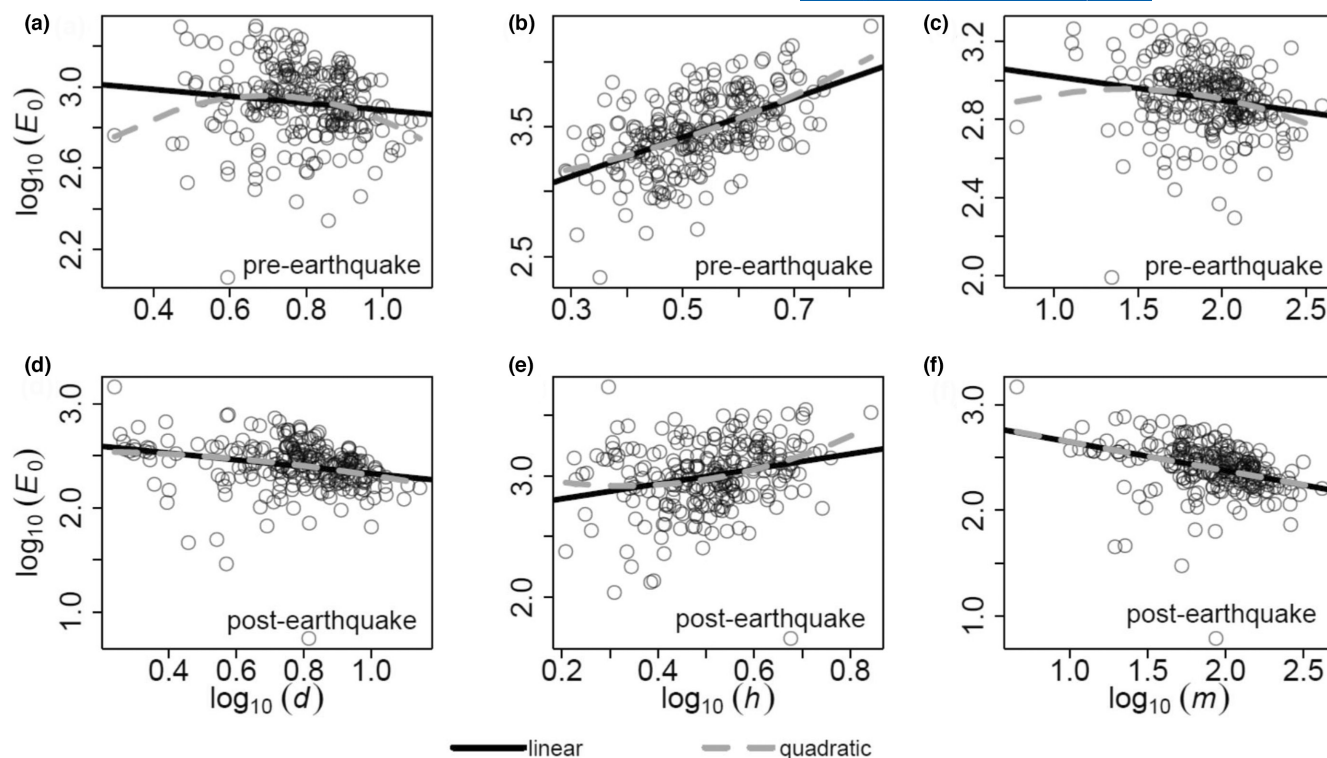 (a) (b) (c)
log10 (E0)
2.2 2.6 3.0
pre-earthquake
0.4 0.6 0.8 1.0
2.5 3.5
pre-earthquake
0.3 0.5 0.7
2.0 2.4 2.8 3.2
pre-earthquake
1.0 1.5 2.0 2.5
(d) (e) (f)
log10 (E0)
1.0 2.0 3.0
post-earthquake
0.4 0.6 0.8 1.0
log10 (d)
2.0 3.0
post-earthquake
0.2 0.4 0.6 0.8
log10 (h)
1.0 2.0 3.0
post-earthquake
1.0 1.5 2.0 2.5
log10 (m)
linear quadratic